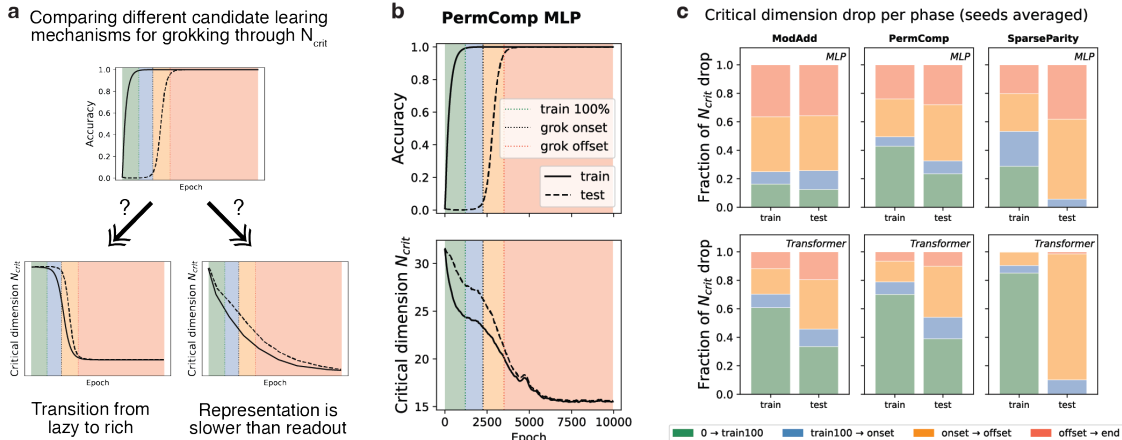 a
Comparing different candidate learing
mechanisms for grokking through N_crit
Accuracy
1.0
0.8
0.6
0.4
0.2
0.0
Epoch
?
?
Critical dimension N_crit
Epoch
Critical dimension N_crit
Epoch
Transition from
lazy to rich
Representation is
slower than readout
b
PermComp MLP
Accuracy
1.0
0.8
0.6
0.4
0.2
0.0
train 100%
grok onset
grok offset
train
test
Critical dimension N_crit
30
25
20
15
0
2500
5000
7500
10000
Epoch
c
Critical dimension drop per phase (seeds averaged)
ModAdd
PermComp
SparseParity
MLP
MLP
MLP
Fraction of N_crit drop
1.0
0.8
0.6
0.4
0.2
0.0
train
test
train
test
train
test
Transformer
Transformer
Transformer
Fraction of N_crit drop
1.0
0.8
0.6
0.4
0.2
0.0
train
test
train
test
train
test
0 → train100
train100 → onset
onset → offset
offset → end